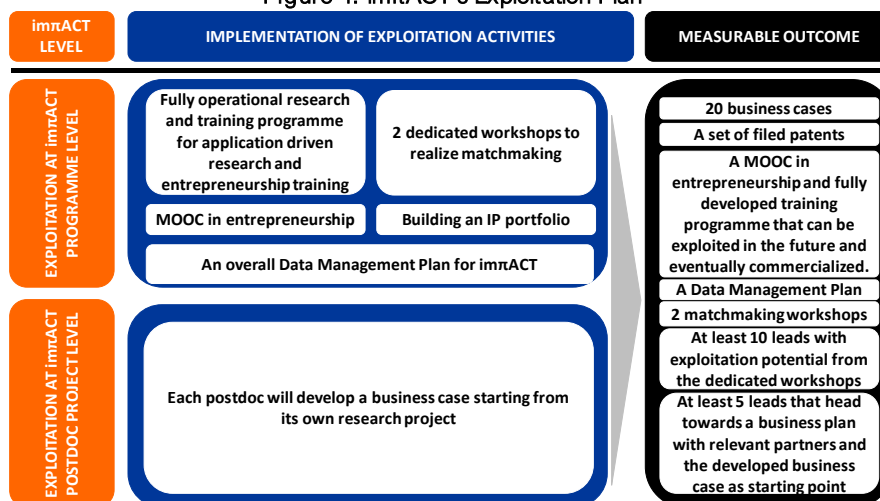 Figure 4: imπACT's Exploitation Plan
imπACT
LEVEL
IMPLEMENTATION OF EXPLOITATION ACTIVITIES
MEASURABLE OUTCOME
EXPLOITATION AT imπACT
PROGRAMME LEVEL
Fully operational research
and training programme
for application driven
research and
entrepreneurship training
2 dedicated workshops to
realize matchmaking
MOOC in entrepreneurship
Building an IP portfolio
An overall Data Management Plan for imπACT
EXPLOITATION AT imπACT
POSTDOC PROJECT LEVEL
Each postdoc will develop a business case starting from
its own research project
20 business cases
A set of filed patents
A MOOC in
entrepreneurship and fully
developed training
programme that can be
exploited in the future and
eventually commercialized.
A Data Management Plan
2 matchmaking workshops
At least 10 leads with
exploitation potential from
the dedicated workshops
At least 5 leads that head
towards a business plan
with relevant partners and
the developed business
case as starting point